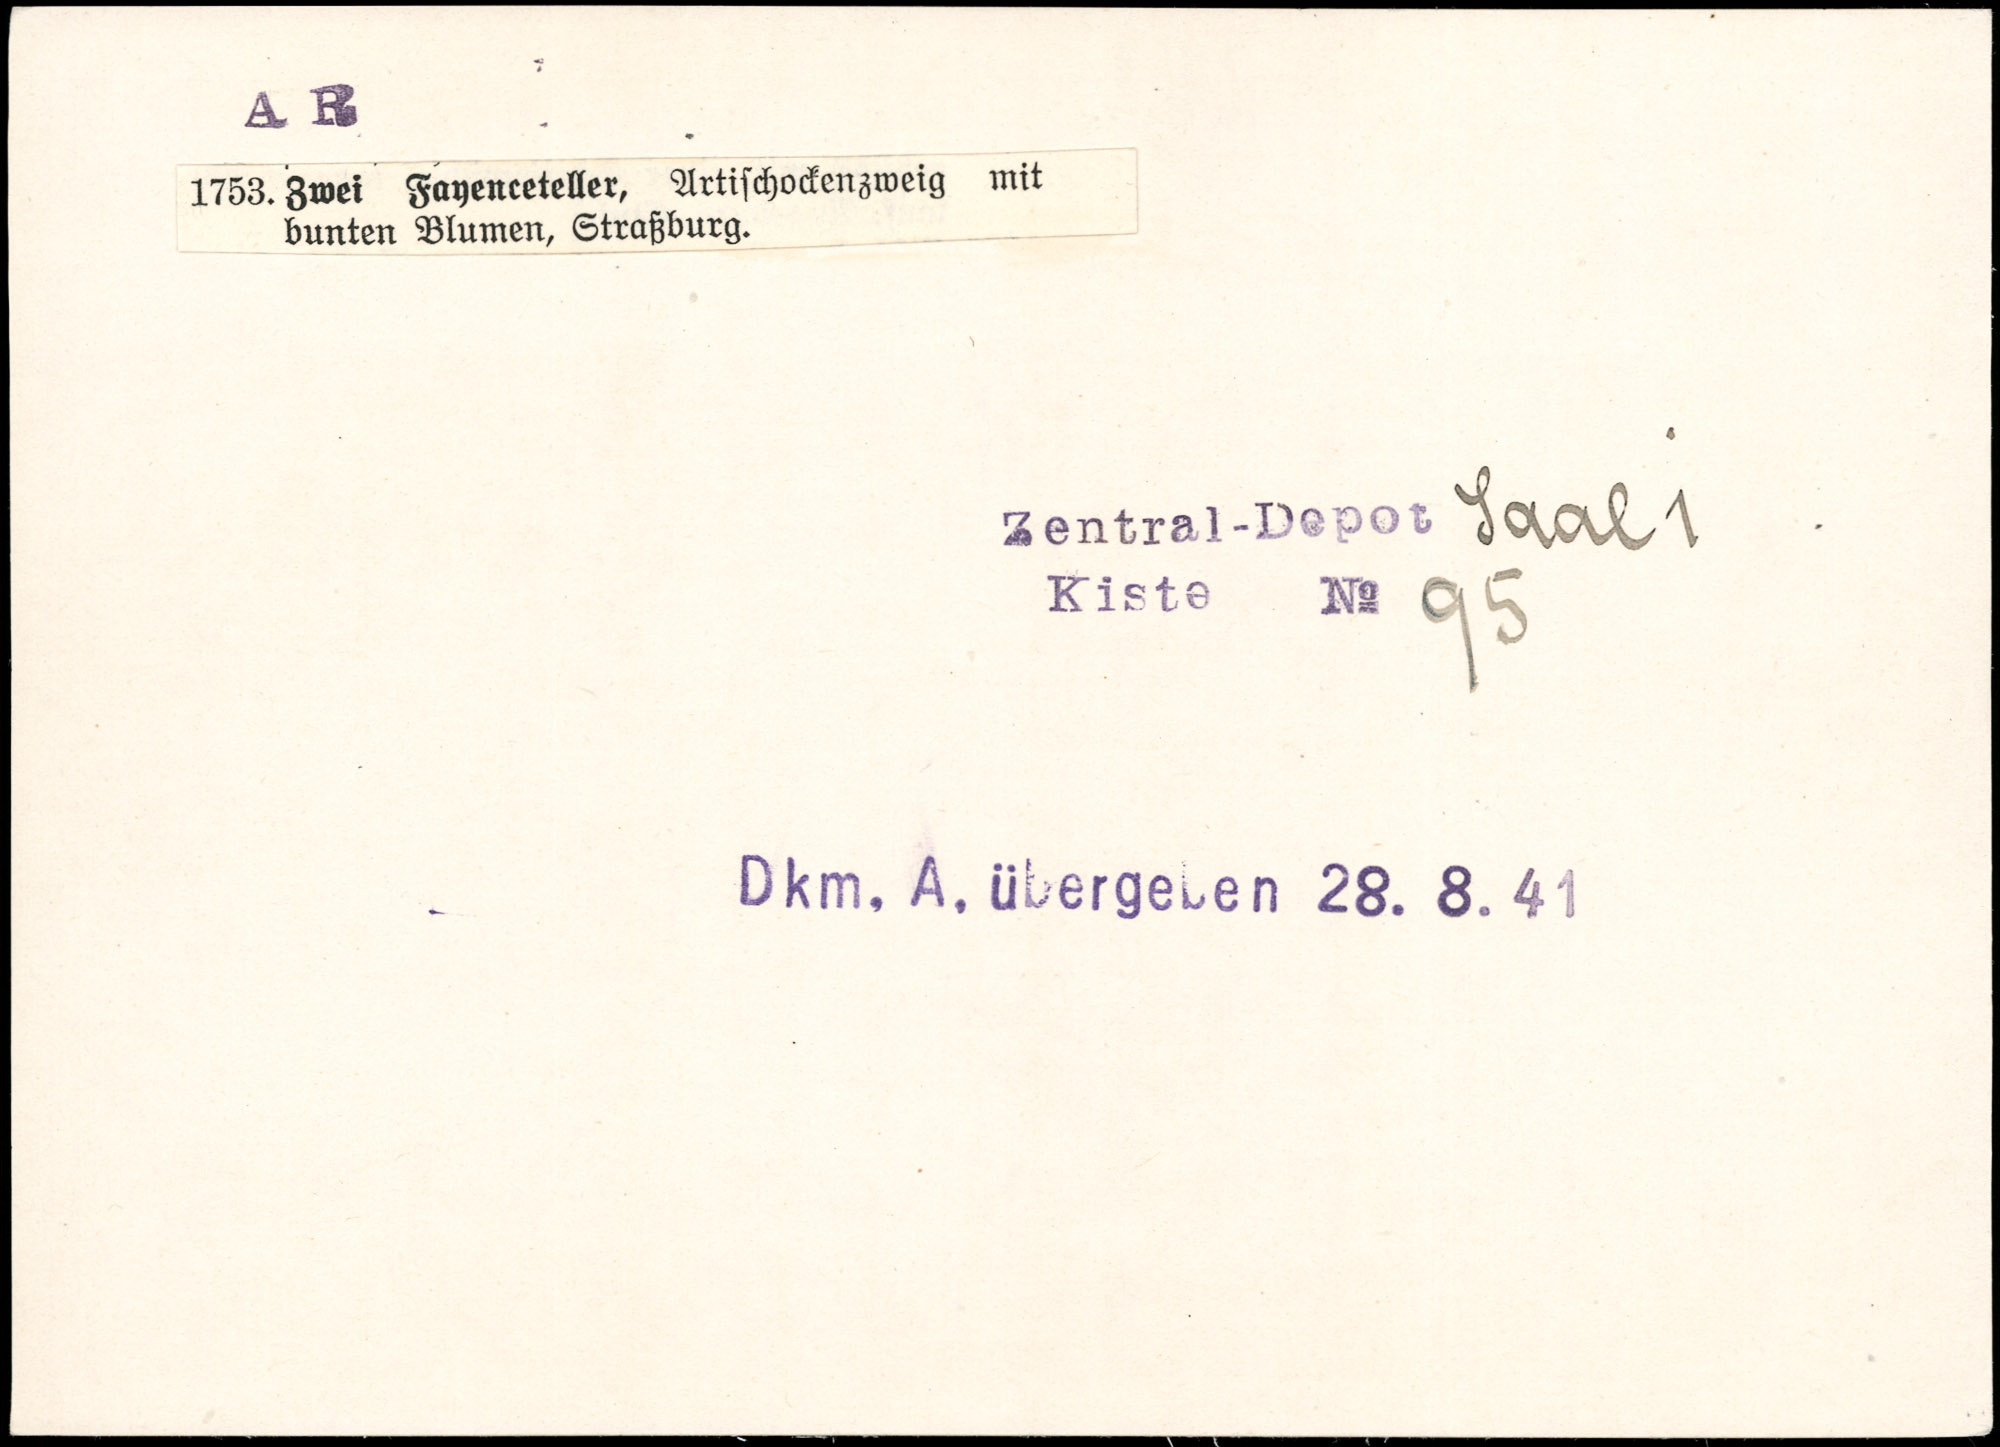 A R
1753. Zwei Fayenceteller, Artischockenzweig mit
bunten Blumen, Straßburg.
Zentral-Depot Saal 1
Kiste № 95
Dkm. A. übergeben 28. 8. 41